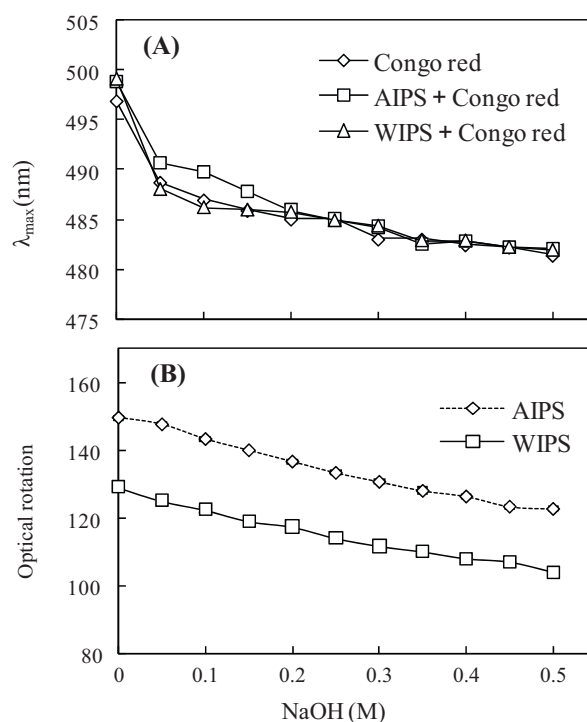 505
(A)
500
495
490
485
480
475
λmax(nm)
Congo red
AIPS + Congo red
WIPS + Congo red
(B)
160
140
120
100
80
Optical rotation
AIPS
WIPS
0 0.1 0.2 0.3 0.4 0.5
NaOH (M)